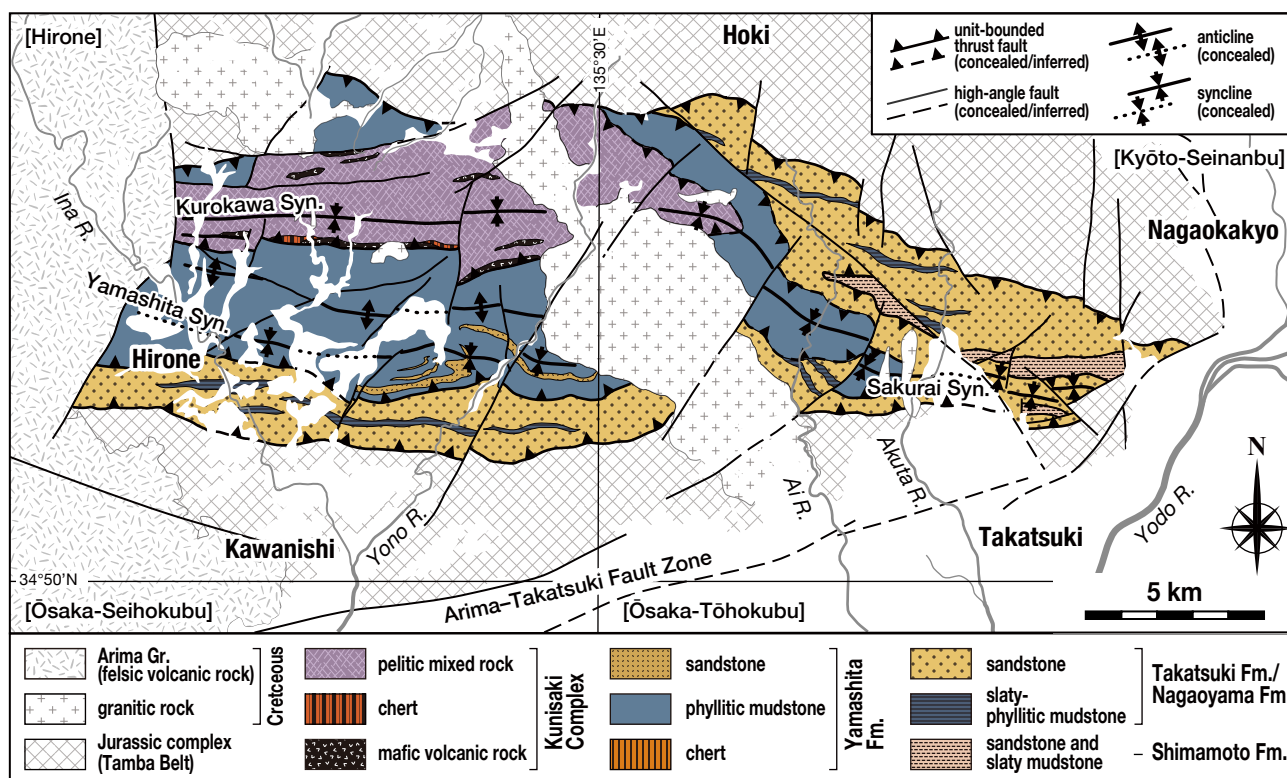 [Hirone]
Hoki
135°30'E
unit-bounded
thrust fault
(concealed/inferred)
high-angle fault
(concealed/inferred)
anticline
(concealed)
syncline
(concealed)
[Kyōto-Seinanbu]
Nagaokakyo
Ina R.
Kurokawa Syn.
Yamashita Syn.
Hirone
Sakurai Syn.
Ai R.
Akuta R.
Yodo R.
N
Takatsuki
Kawanishi
Yono R.
34°50'N
Arima–Takatsuki Fault Zone
[Ōsaka-Seihokubu]
[Ōsaka-Tōhokubu]
5 km
Arima Gr.
(felsic volcanic rock)
granitic rock
Cretceous
Jurassic complex
(Tamba Belt)
pelitic mixed rock
chert
mafic volcanic rock
Kunisaki
Complex
sandstone
phyllitic mudstone
chert
Yamashita
Fm.
sandstone
slaty-
phyllitic mudstone
Takatsuki Fm./
Nagaoyama Fm
sandstone and
slaty mudstone
Shimamoto Fm.